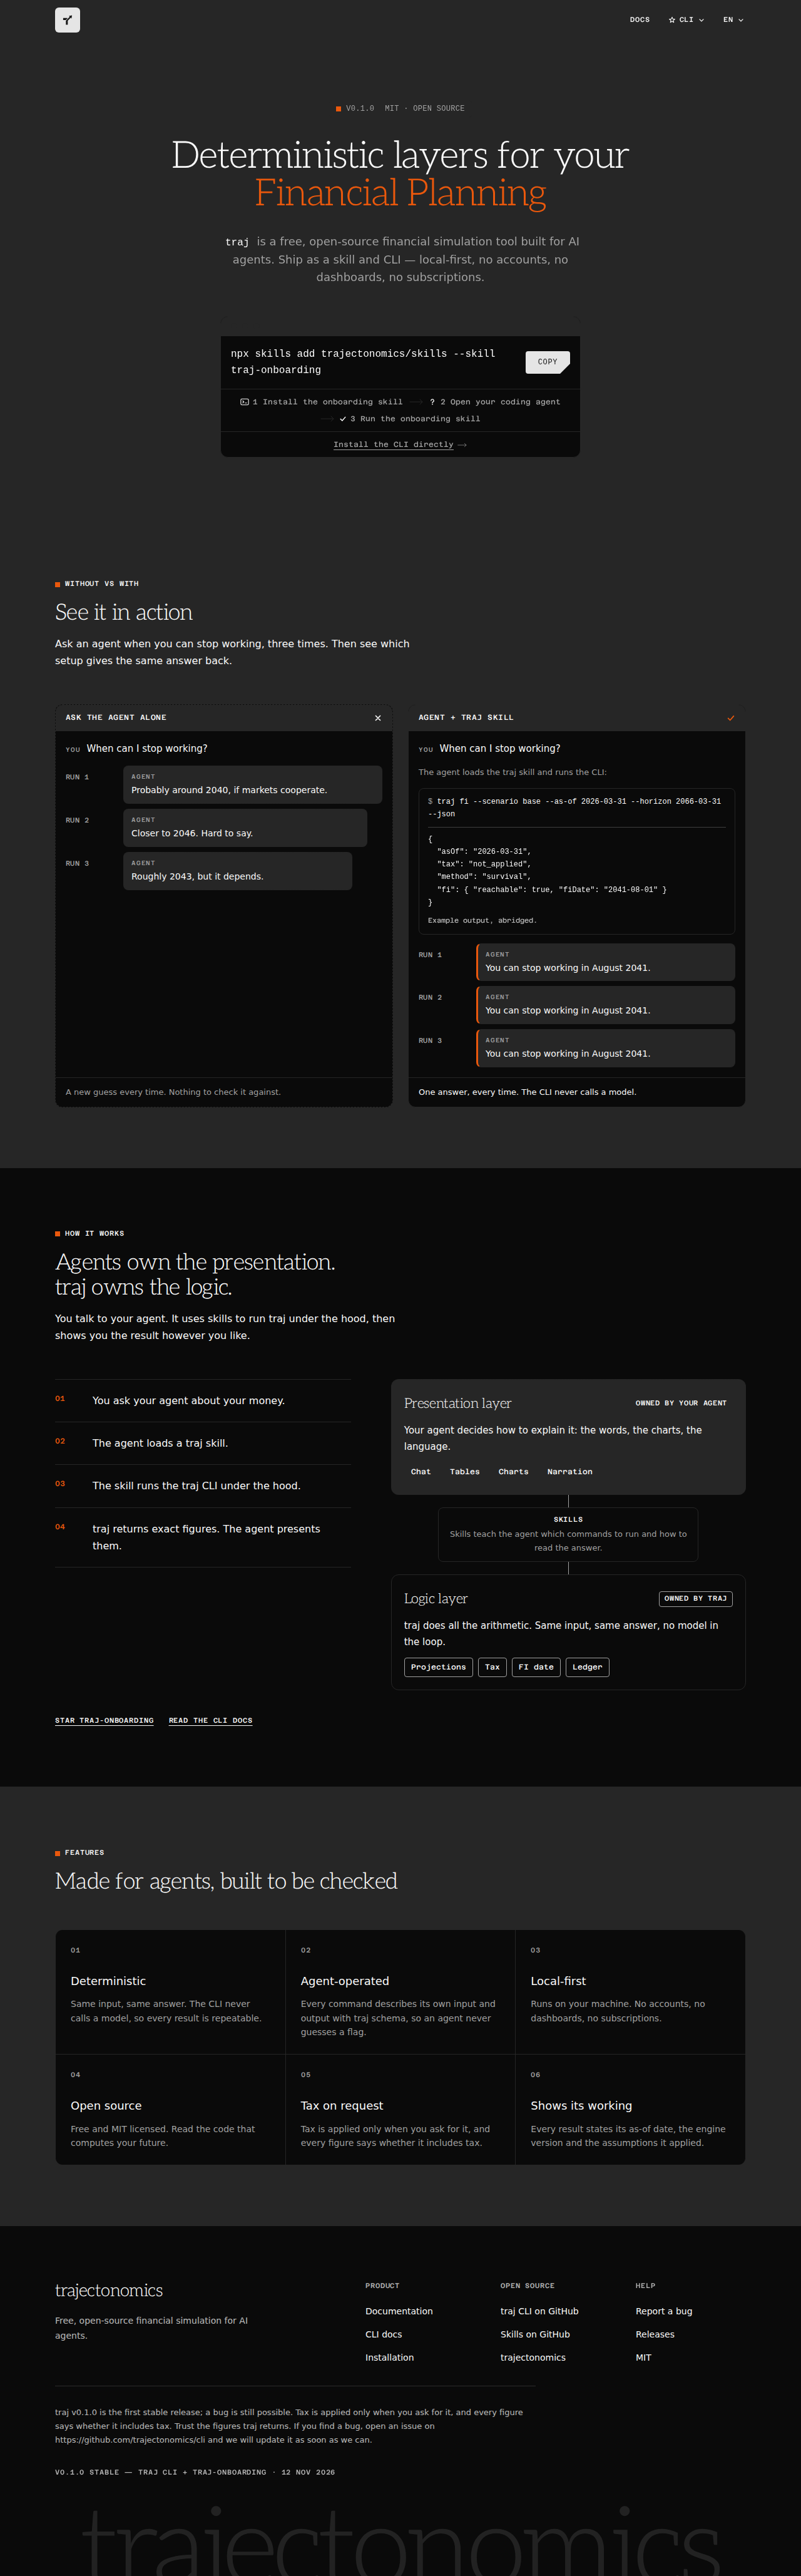 DOCS
CLI
EN
V0.1.0 MIT · OPEN SOURCE
Deterministic layers for your
Financial Planning
traj is a free, open-source financial simulation tool built for AI
agents. Ship as a skill and CLI — local-first, no accounts, no
dashboards, no subscriptions.
npx skills add trajectonomics/skills --skill
traj-onboarding
COPY
1 Install the onboarding skill
? 2 Open your coding agent
3 Run the onboarding skill
Install the CLI directly
WITHOUT VS WITH
See it in action
Ask an agent when you can stop working, three times. Then see which
setup gives the same answer back.
ASK THE AGENT ALONE
YOU When can I stop working?
RUN 1
AGENT
Probably around 2040, if markets cooperate.
RUN 2
AGENT
Closer to 2046. Hard to say.
RUN 3
AGENT
Roughly 2043, but it depends.
A new guess every time. Nothing to check it against.
AGENT + TRAJ SKILL
YOU When can I stop working?
The agent loads the traj skill and runs the CLI:
$ traj fi --scenario base --as-of 2026-03-31 --horizon 2066-03-31
--json
{
"asOf": "2026-03-31",
"tax": "not_applied",
"method": "survival",
"fi": { "reachable": true, "fiDate": "2041-08-01" }
}
Example output, abridged.
RUN 1
AGENT
You can stop working in August 2041.
RUN 2
AGENT
You can stop working in August 2041.
RUN 3
AGENT
You can stop working in August 2041.
One answer, every time. The CLI never calls a model.
HOW IT WORKS
Agents own the presentation.
traj owns the logic.
You talk to your agent. It uses skills to run traj under the hood, then
shows you the result however you like.
01 You ask your agent about your money.
02 The agent loads a traj skill.
03 The skill runs the traj CLI under the hood.
04 traj returns exact figures. The agent presents
them.
Presentation layer
OWNED BY YOUR AGENT
Your agent decides how to explain it: the words, the charts, the
language.
Chat Tables Charts Narration
SKILLS
Skills teach the agent which commands to run and how to
read the answer.
Logic layer
OWNED BY TRAJ
traj does all the arithmetic. Same input, same answer, no model in
the loop.
Projections Tax FI date Ledger
STAR TRAJ-ONBOARDING READ THE CLI DOCS
FEATURES
Made for agents, built to be checked
01
Deterministic
Same input, same answer. The CLI never
calls a model, so every result is repeatable.
02
Agent-operated
Every command describes its own input and
output with traj schema, so an agent never
guesses a flag.
03
Local-first
Runs on your machine. No accounts, no
dashboards, no subscriptions.
04
Open source
Free and MIT licensed. Read the code that
computes your future.
05
Tax on request
Tax is applied only when you ask for it, and
every figure says whether it includes tax.
06
Shows its working
Every result states its as-of date, the engine
version and the assumptions it applied.
trajectonomics
Free, open-source financial simulation for AI
agents.
PRODUCT
Documentation
CLI docs
Installation
OPEN SOURCE
traj CLI on GitHub
Skills on GitHub
trajectonomics
HELP
Report a bug
Releases
MIT
traj v0.1.0 is the first stable release; a bug is still possible. Tax is applied only when you ask for it, and every figure
says whether it includes tax. Trust the figures traj returns. If you find a bug, open an issue on
https://github.com/trajectonomics/cli and we will update it as soon as we can.
V0.1.0 STABLE — TRAJ CLI + TRAJ-ONBOARDING · 12 NOV 2026
trajectonomics